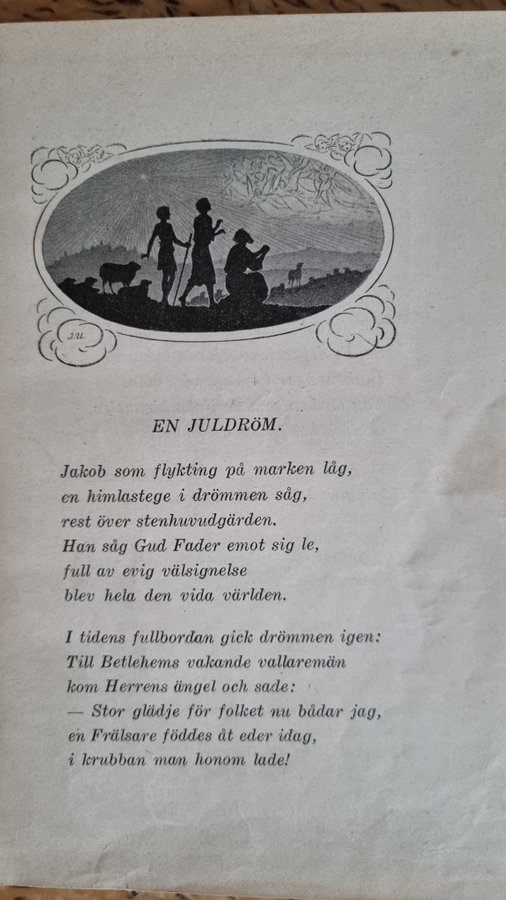 J.U.
EN JULDRÖM.
Jakob som flykting på marken låg,
en himlastege i drömmen såg,
rest över stenhuvudgärden.
Han såg Gud Fader emot sig le,
full av evig välsignelse
blev hela den vida världen.
I tidens fullbordan gick drömmen igen:
Till Betlehems vakande vallaremän
kom Herrens ängel och sade:
— Stor glädje för folket nu bådar jag,
en Frälsare föddes åt eder idag,
i krubban man honom lade!